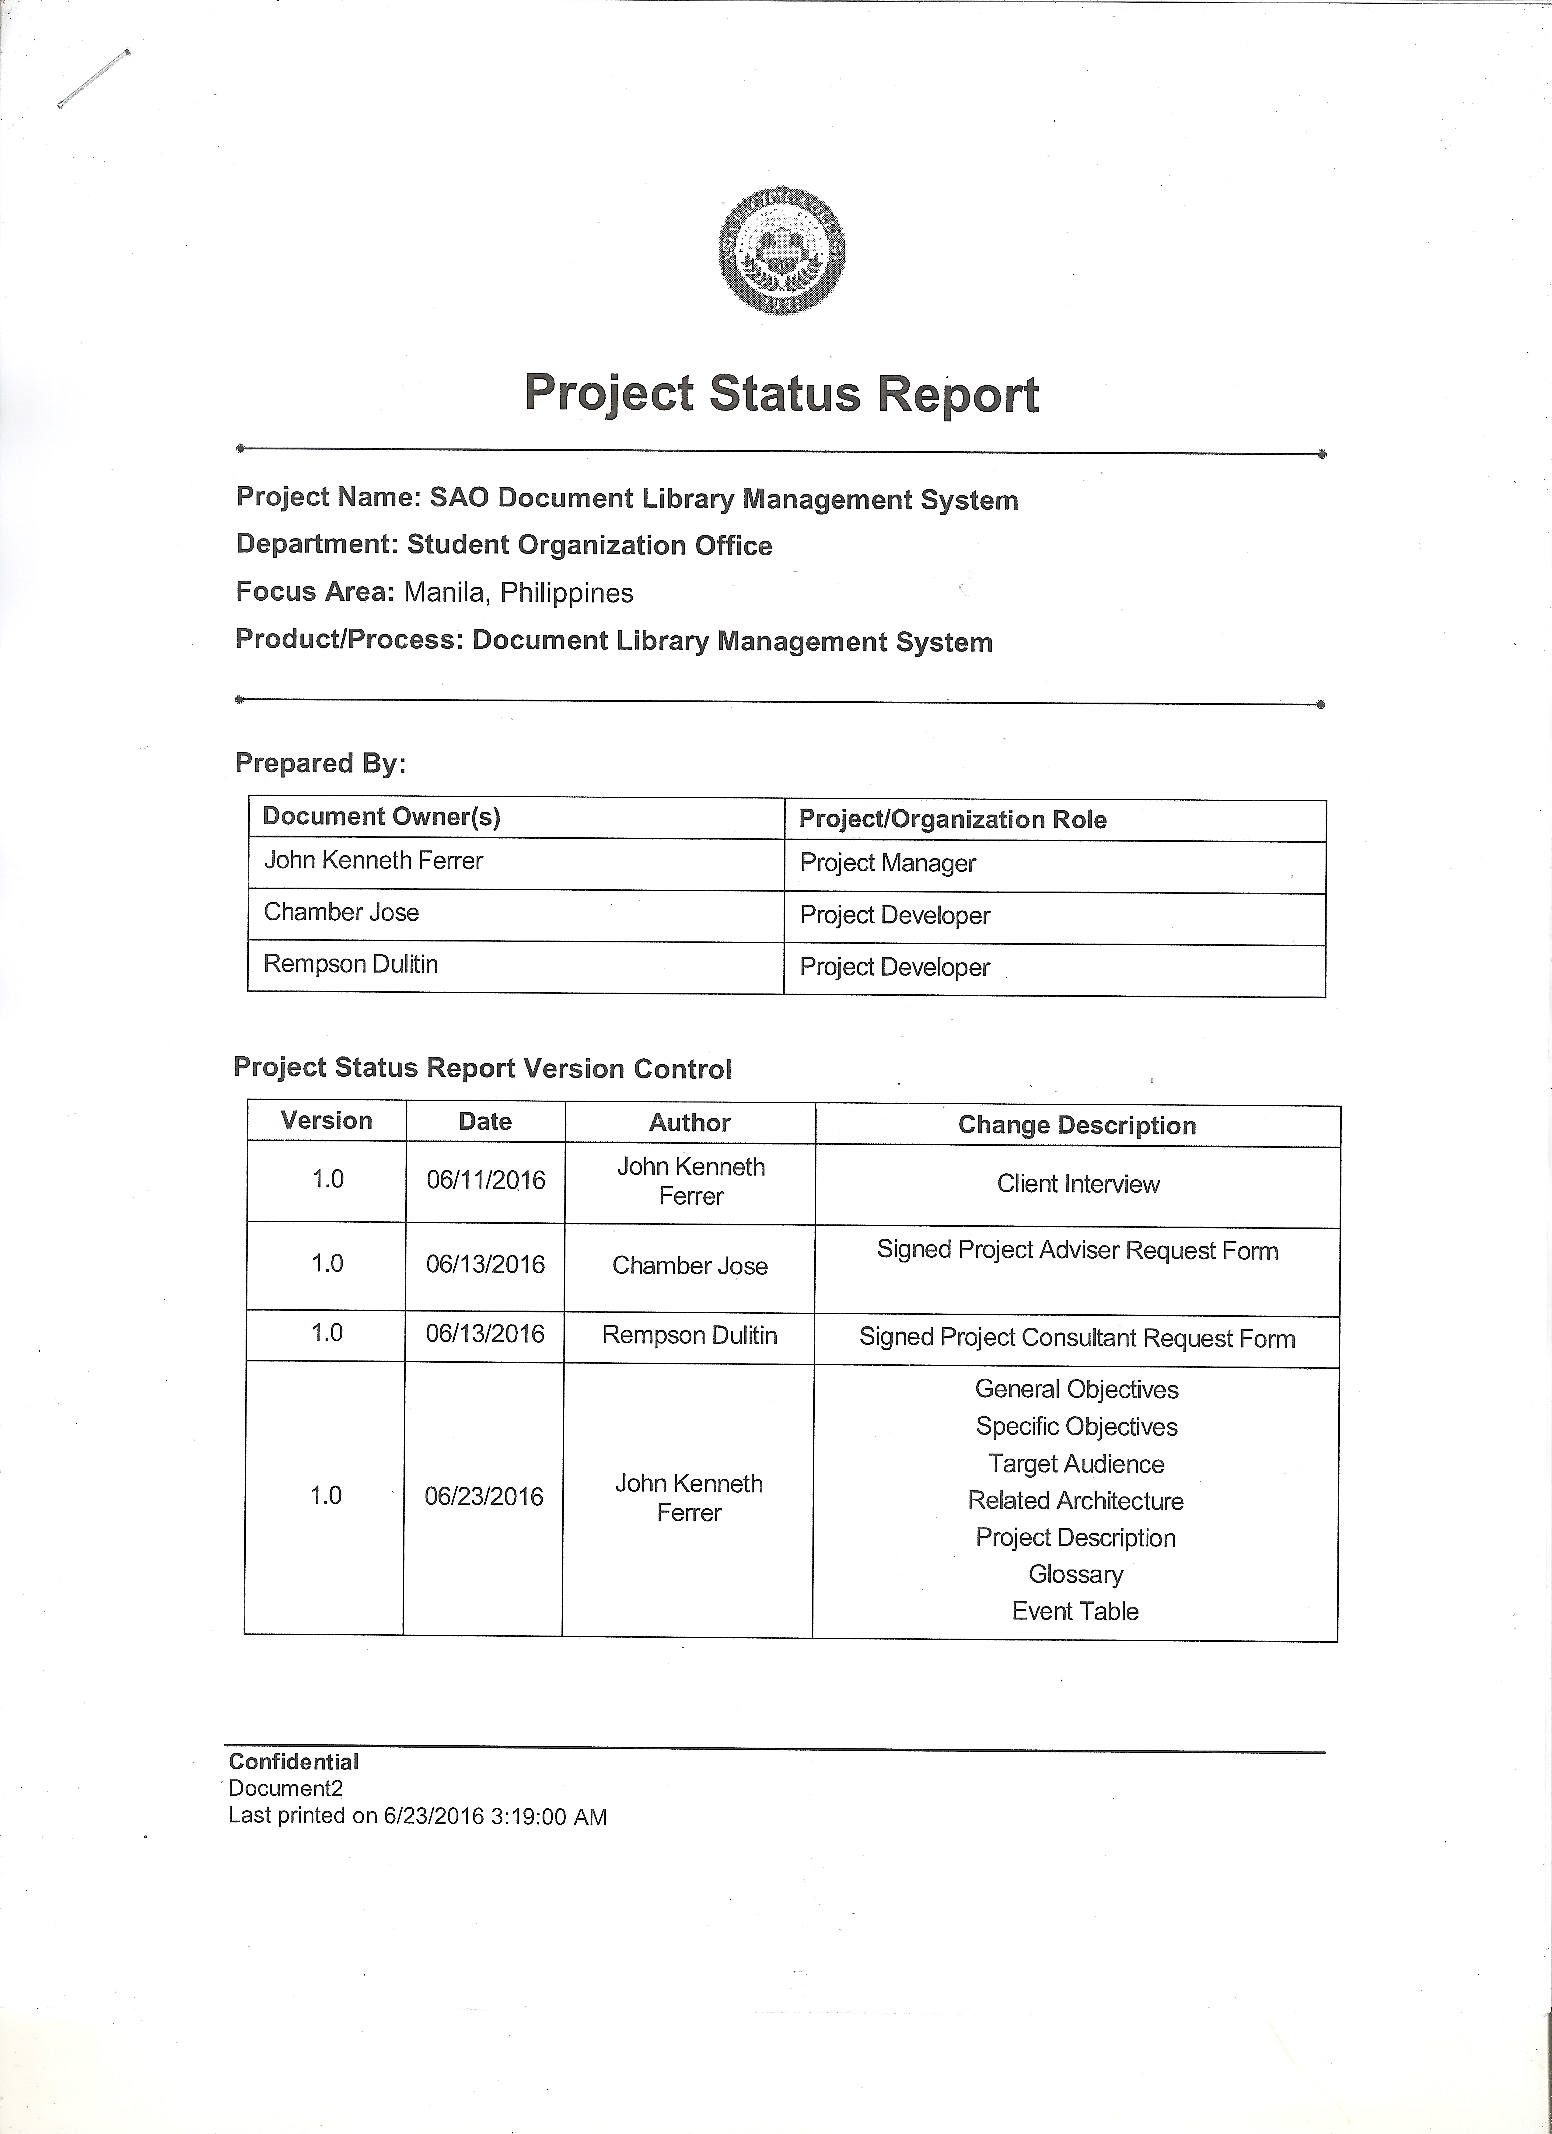 Project Status Report
Project Name: SAO Document Library Management System
Department: Student Organization Office
Focus Area: Manila, Philippines
Product/Process: Document Library Management System
Prepared By:
Document Owner(s) Project/Organization Role
John Kenneth Ferrer Project Manager
Chamber Jose Project Developer
Rempson Dulitin Project Developer
Project Status Report Version Control
Version Date Author Change Description
1.0 06/11/2016 John Kenneth Ferrer Client Interview
1.0 06/13/2016 Chamber Jose Signed Project Adviser Request Form
1.0 06/13/2016 Rempson Dulitin Signed Project Consultant Request Form
1.0 06/23/2016 John Kenneth Ferrer General Objectives
Specific Objectives
Target Audience
Related Architecture
Project Description
Glossary
Event Table
Confidential
Document2
Last printed on 6/23/2016 3:19:00 AM